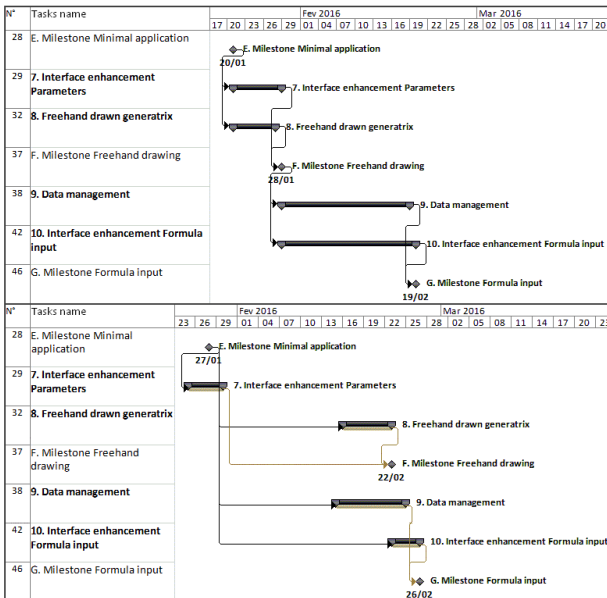 N° Tasks name Fev 2016 Mar 2016
17 20 23 26 29 01 04 07 10 13 16 19 22 25 28 02 05 08 11 14 17 20
28 E. Milestone Minimal application E. Milestone Minimal application
20/01
29 7. Interface enhancement
Parameters
7. Interface enhancement Parameters
32 8. Freehand drawn generatrix 8. Freehand drawn generatrix
37 F. Milestone Freehand drawing F. Milestone Freehand drawing
28/01
38 9. Data management 9. Data management
42 10. Interface enhancement Formula
input
10. Interface enhancement Formula input
46 G. Milestone Formula input G. Milestone Formula input
19/02
N° Tasks name Fev 2016 Mar 2016
23 26 29 01 04 07 10 13 16 19 22 25 28 02 05 08 11 14 17 20 23
28 E. Milestone Minimal
application
E. Milestone Minimal application
27/01
29 7. Interface enhancement
Parameters
7. Interface enhancement Parameters
32 8. Freehand drawn generatrix 8. Freehand drawn generatrix
37 F. Milestone Freehand
drawing
F. Milestone Freehand drawing
22/02
38 9. Data management 9. Data management
42 10. Interface enhancement
Formula input
10. Interface enhancement Formula input
46 G. Milestone Formula input G. Milestone Formula input
26/02